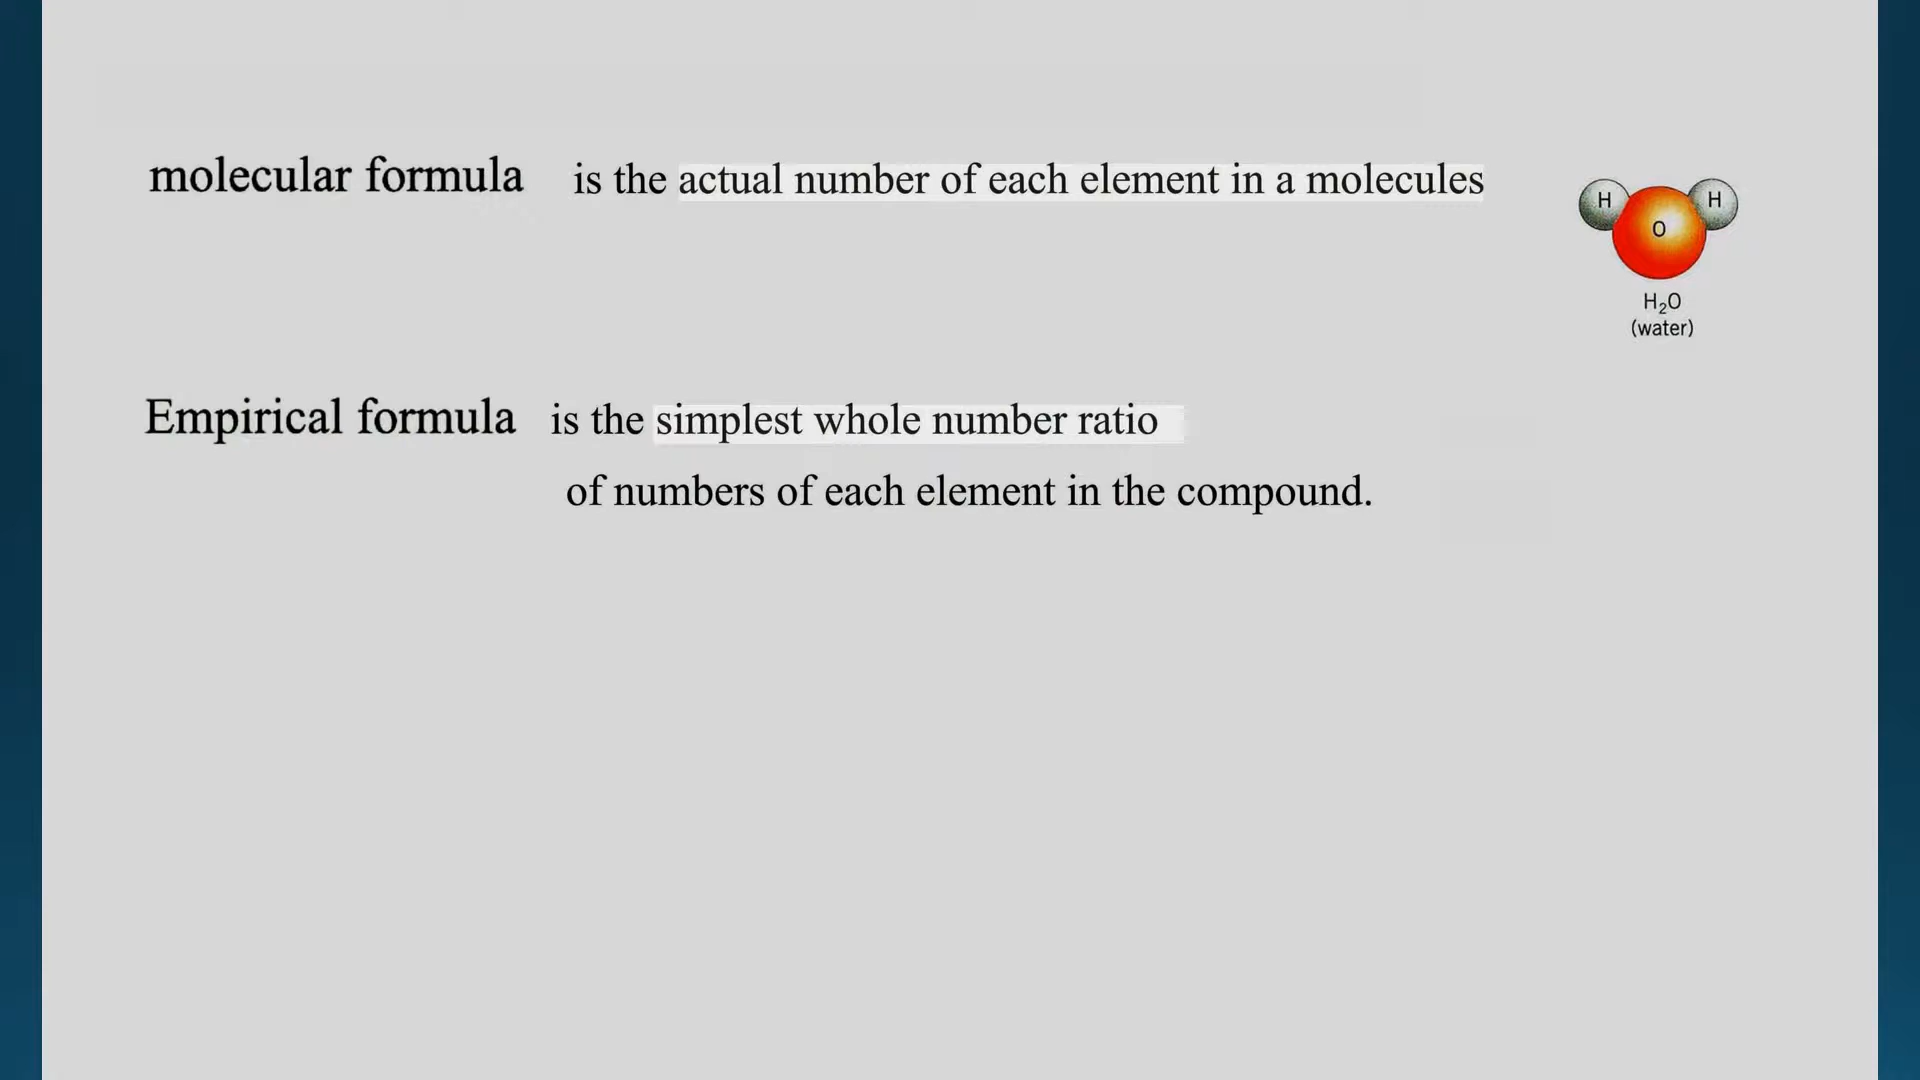 molecular formula is the actual number of each element in a molecules
H O H
H₂O
(water)
Empirical formula is the simplest whole number ratio
of numbers of each element in the compound.